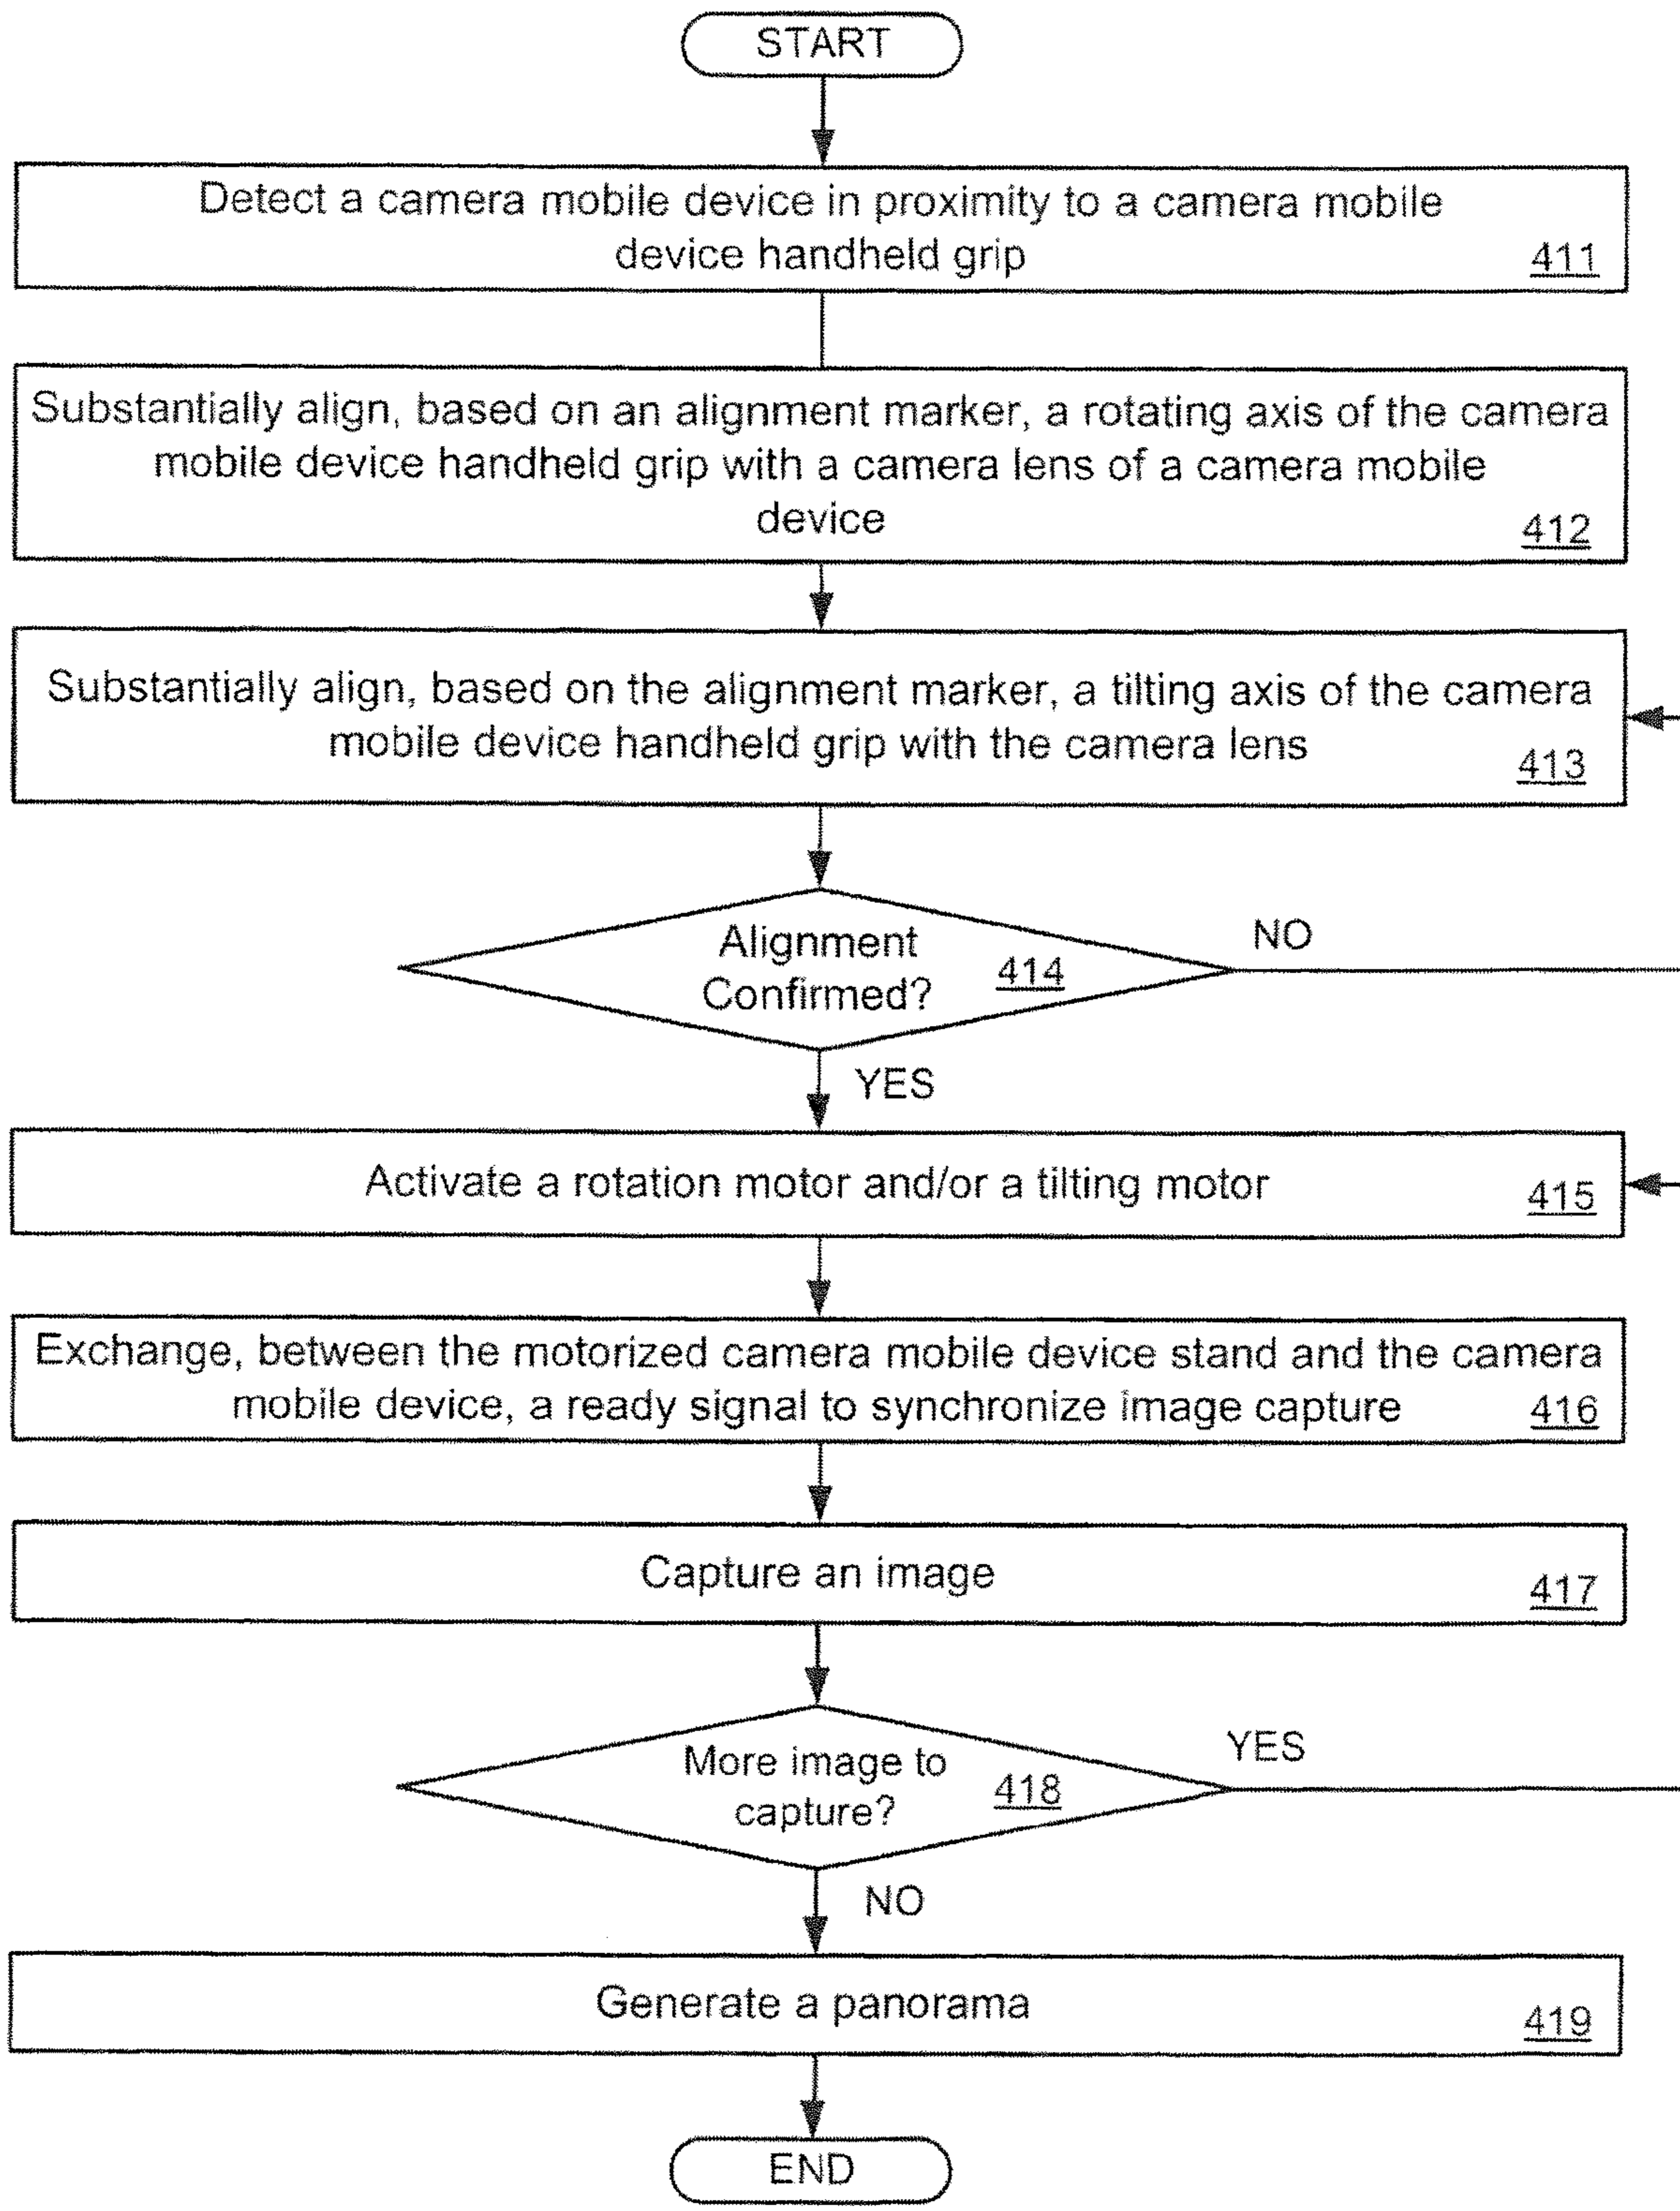 START
Detect a camera mobile device in proximity to a camera mobile
device handheld grip
411
Substantially align, based on an alignment marker, a rotating axis of the camera
mobile device handheld grip with a camera lens of a camera mobile
device
412
Substantially align, based on the alignment marker, a tilting axis of the camera
mobile device handheld grip with the camera lens
413
Alignment
Confirmed?
414
NO
YES
Activate a rotation motor and/or a tilting motor
415
Exchange, between the motorized camera mobile device stand and the camera
mobile device, a ready signal to synchronize image capture
416
Capture an image
417
More image to
capture?
418
YES
NO
Generate a panorama
419
END